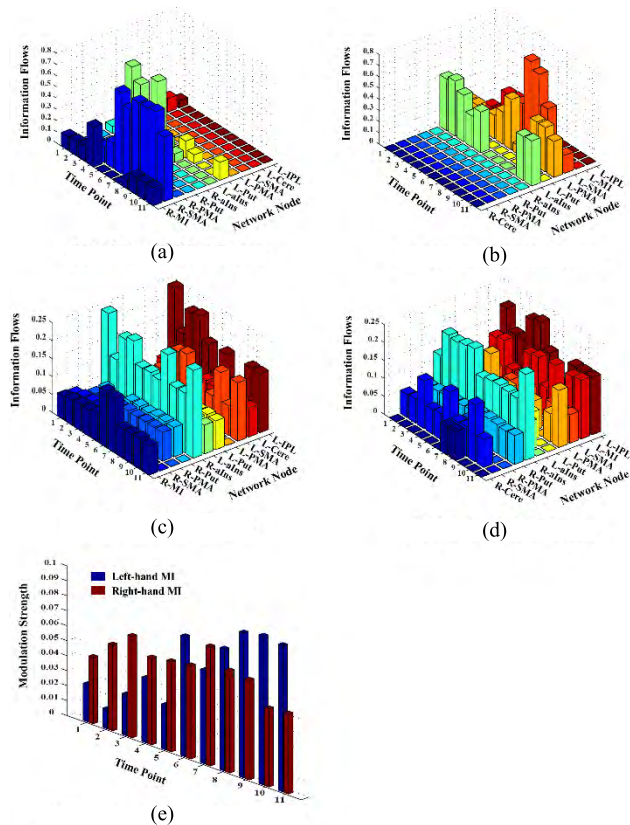 0.8
0.7
0.6
0.5
0.4
0.3
0.2
0.1
0
Information Flows
1
2
3
4
5
6
7
8
9
10
11
Time Point
R-MI
R-SMA
R-PMA
R-Put
R-aIns
L-aIns
L-Put
L-PMA
L-SMA
L-Cere
L-IPL
Network Node
(a)
0.8
0.7
0.6
0.5
0.4
0.3
0.2
0.1
0
Information Flows
1
2
3
4
5
6
7
8
9
10
11
Time Point
R-Cere
R-SMA
R-PMA
R-Put
R-aIns
L-aIns
L-Put
L-PMA
L-SMA
L-MI
L-IPL
Network Node
(b)
0.25
0.2
0.15
0.1
0.05
0
Information Flows
1
2
3
4
5
6
7
8
9
10
11
Time Point
R-MI
R-SMA
R-PMA
R-Put
R-aIns
L-aIns
L-Put
L-PMA
L-SMA
L-Cere
L-IPL
Network Node
(c)
0.25
0.2
0.15
0.1
0.05
0
Information Flows
1
2
3
4
5
6
7
8
9
10
11
Time Point
R-Cere
R-SMA
R-PMA
R-Put
R-aIns
L-aIns
L-Put
L-PMA
L-SMA
L-MI
L-IPL
Network Node
(d)
0.1
0.09
0.08
0.07
0.06
0.05
0.04
0.03
0.02
0.01
0
Modulation Strength
Left-hand MI
Right-hand MI
1
2
3
4
5
6
7
8
9
10
11
Time Point
(e)